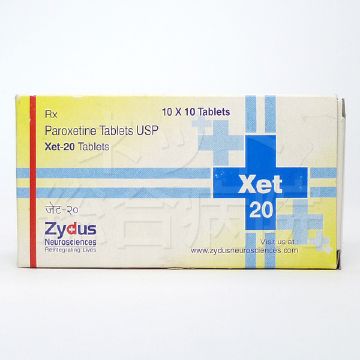 Rx
10 X 10 Tablets
Paroxetine Tablets USP
Xet-20 Tablets
Xet
20
जेट-२०
Zydus
Neurosciences
Reintegrating Lives
Visit us at:
www.zydusneurosciences.com